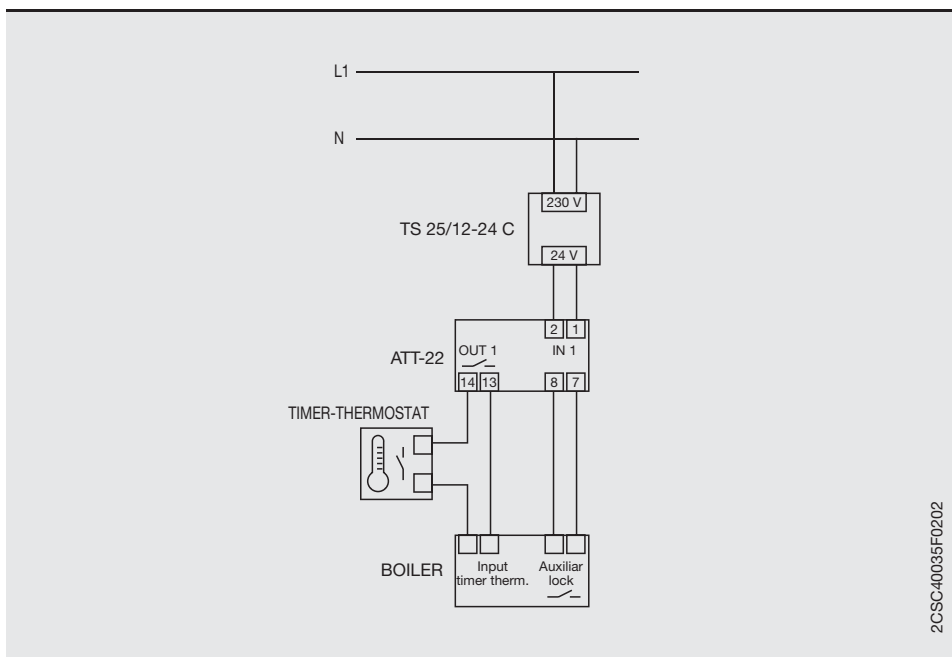 L1
N
230 V
TS 25/12-24 C
24 V
2 1
ATT-22
OUT 1
IN 1
14 13
8 7
TIMER-THERMOSTAT
BOILER
Input
timer therm.
Auxiliar
lock
2CSC40035F0202